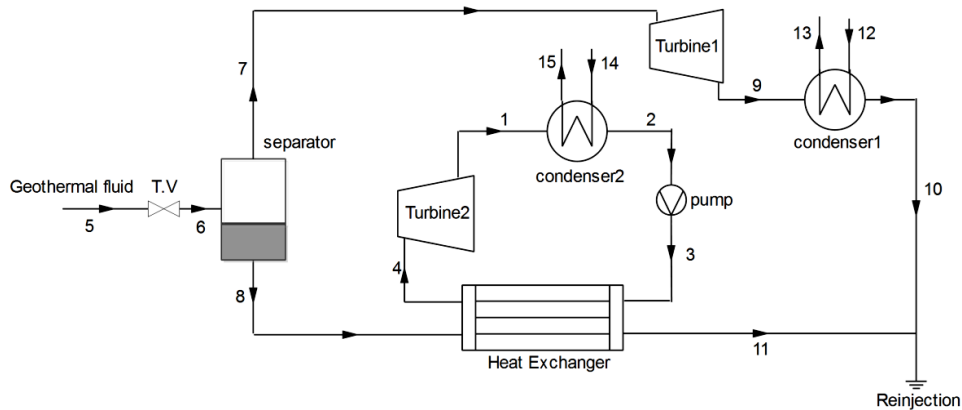 13
12
7
Turbine1
15
14
9
separator
1
2
condenser1
condenser2
Geothermal fluid
T.V
5
6
Turbine2
pump
10
4
3
8
11
Heat Exchanger
Reinjection